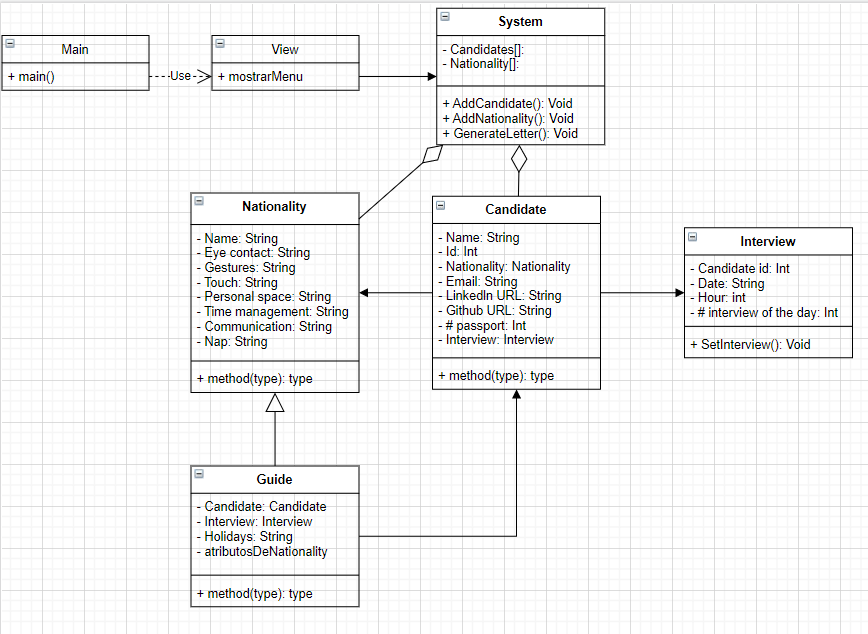 Main
+ main()
Use
View
+ mostrarMenu
System
- Candidates[]:
- Nationality[]:
+ AddCandidate(): Void
+ AddNationality(): Void
+ GenerateLetter(): Void
Nationality
- Name: String
- Eye contact: String
- Gestures: String
- Touch: String
- Personal space: String
- Time management: String
- Communication: String
- Nap: String
+ method(type): type
Candidate
- Name: String
- Id: Int
- Nationality: Nationality
- Email: String
- LinkedIn URL: String
- Github URL: String
- # passport: Int
- Interview: Interview
+ method(type): type
Interview
- Candidate id: Int
- Date: String
- Hour: int
- # interview of the day: Int
+ SetInterview(): Void
Guide
- Candidate: Candidate
- Interview: Interview
- Holidays: String
- atributosDeNationality
+ method(type): type